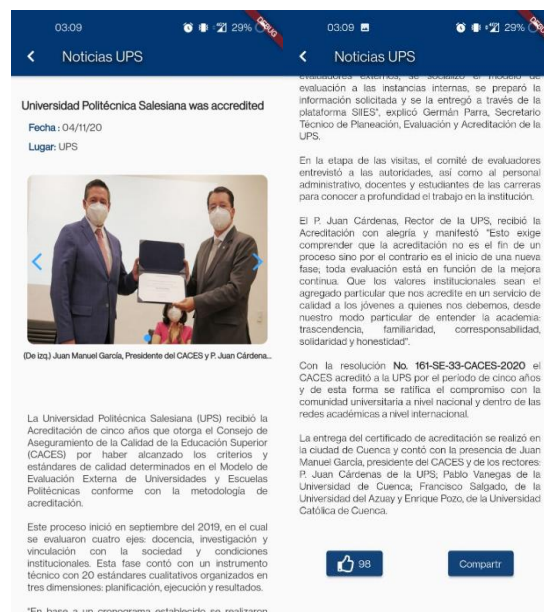 03:09
29%
DEBUG
Noticias UPS
Universidad Politécnica Salesiana was accredited
Fecha : 04/11/20
Lugar: UPS
(De izq.) Juan Manuel García, Presidente del CACES y P. Juan Cárdena...
La Universidad Politécnica Salesiana (UPS) recibió la
Acreditación de cinco años que otorga el Consejo de
Aseguramiento de la Calidad de la Educación Superior
(CACES) por haber alcanzado los criterios y
estándares de calidad determinados en el Modelo de
Evaluación Externa de Universidades y Escuelas
Politécnicas conforme con la metodología de
acreditación.
Este proceso inició en septiembre del 2019, en el cual
se evaluaron cuatro ejes: docencia, investigación y
vinculación con la sociedad y condiciones
institucionales. Esta fase contó con un instrumento
técnico con 20 estándares cualitativos organizados en
tres dimensiones: planificación, ejecución y resultados.
"En base a un cronograma establecido se realizaron
03:09
29%
DEBUG
Noticias UPS
evaluadores externos, se socializó el modelo de
evaluación a las instancias internas, se preparó la
información solicitada y se la entregó a través de la
plataforma SIIES", explicó Germán Parra, Secretario
Técnico de Planeación, Evaluación y Acreditación de la
UPS.
En la etapa de las visitas, el comité de evaluadores
entrevistó a las autoridades, así como al personal
administrativo, docentes y estudiantes de las carreras
para conocer a profundidad el trabajo en la institución.
El P. Juan Cárdenas, Rector de la UPS, recibió la
Acreditación con alegría y manifestó "Esto exige
comprender que la acreditación no es el fin de un
proceso sino por el contrario es el inicio de una nueva
fase; toda evaluación está en función de la mejora
continua. Que los valores institucionales sean el
agregado particular que nos acredite en un servicio de
calidad a los jóvenes a quienes nos debemos, desde
nuestro modo particular de entender la academia:
trascendencia, familiaridad, corresponsabilidad,
solidaridad y honestidad".
Con la resolución No. 161-SE-33-CACES-2020 el
CACES acreditó a la UPS por el período de cinco años
y de esta forma se ratifica el compromiso con la
comunidad universitaria a nivel nacional y dentro de las
redes académicas a nivel internacional.
La entrega del certificado de acreditación se realizó en
la ciudad de Cuenca y contó con la presencia de Juan
Manuel García, presidente del CACES y de los rectores:
P. Juan Cárdenas de la UPS; Pablo Vanegas de la
Universidad de Cuenca; Francisco Salgado, de la
Universidad del Azuay y Enrique Pozo, de la Universidad
Católica de Cuenca.
98
Compartir